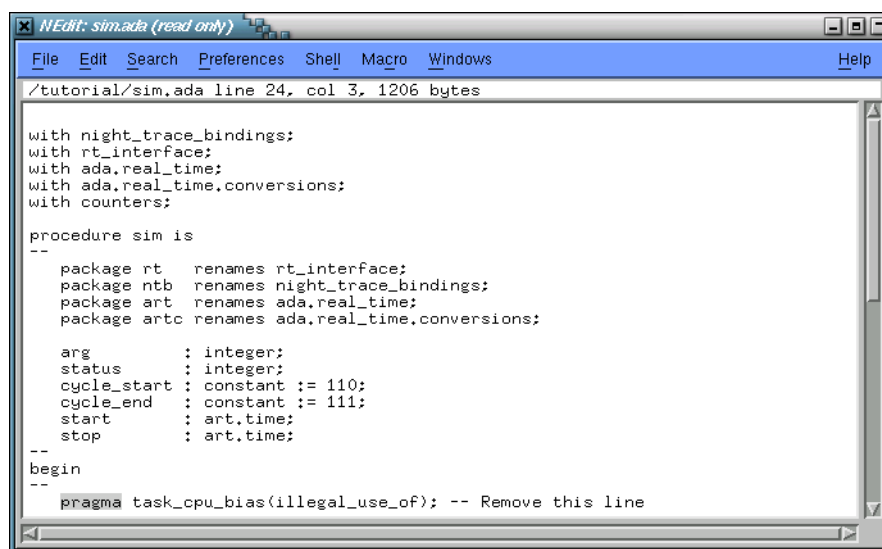 NEdit: sim.ada (read only)
File Edit Search Preferences Shell Macro Windows Help
/tutorial/sim.ada line 24, col 3, 1206 bytes
with night_trace_bindings;
with rt_interface;
with ada.real_time;
with ada.real_time.conversions;
with counters;
procedure sim is
--
   package rt   renames rt_interface;
   package ntb  renames night_trace_bindings;
   package art  renames ada.real_time;
   package artc renames ada.real_time.conversions;
   arg         : integer;
   status      : integer;
   cycle_start : constant := 110;
   cycle_end   : constant := 111;
   start       : art.time;
   stop        : art.time;
--
begin
--
   pragma task_cpu_bias(illegal_use_of); -- Remove this line